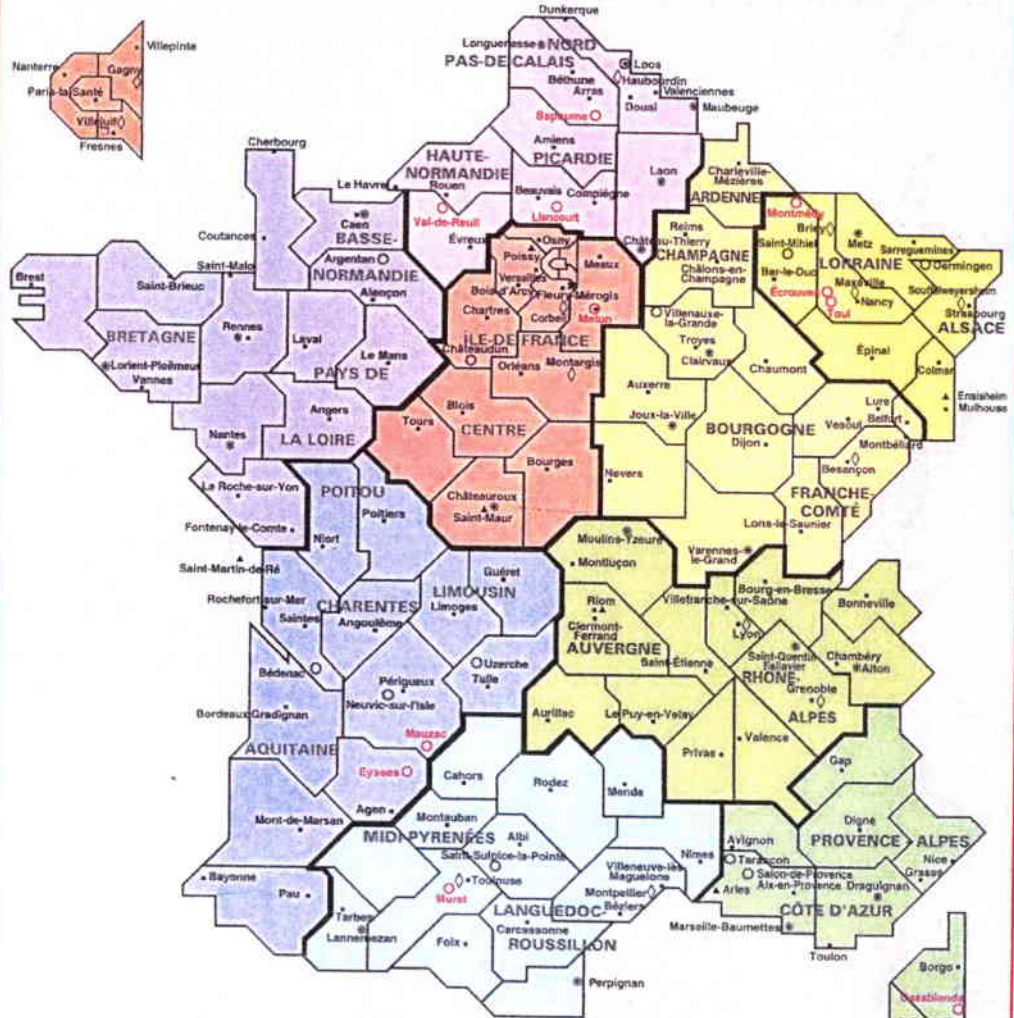 Dunkerque
Villepinte
Longuenesse NORD
Nanterre
Gagny
PAS-DE CALAIS
Loos
Paris-la-Santé
Béthune
Haubourdin
Arras
Valenciennes
Villejuif
Douai
Maubeuge
Bapaume
Fresnes
Amiens
Cherbourg
HAUTE-
PICARDIE
Charleville-
Mézières
NORMANDIE
Laon
Le Havre
Rouen
Beauvais
Compiègne
ARDENNE
Val-de-Reuil
Liancourt
Montmédy
Caen
Reims
Briey
Metz
Coutances
BASSE-
Évreux
Osny
Château-Thierry
Saint-Mihiel
Sarreguemines
Argentan
Poissy
Meaux
CHAMPAGNE
LORRAINE
Oermingen
Saint-Malo
NORMANDIE
Versailles
Châlons-en-
Champagne
Bar-le-Duc
Maxéville
Brest
Saint-Brieuc
Bois d'Arcy
Fleury-Mérogis
Écrouves
Nancy
Strasbourg
Alençon
Chartres
Corbeil
Melun
Villenauxe-
la-Grande
Toul
ALSACE
BRETAGNE
Rennes
Laval
ÎLE-DE FRANCE
Troyes
Épinal
Le Mans
Châteaudun
Montargis
Clairvaux
Chaumont
Colmar
Lorient-Ploëmeur
PAYS DE
Orléans
Vannes
Auxerre
Ensisheim
Mulhouse
Angers
Blois
Joux-la-Ville
Lure
Belfort
Nantes
LA LOIRE
Tours
CENTRE
BOURGOGNE
Vesoul
Dijon
Montbéliard
Bourges
Besançon
La Roche-sur-Yon
POITOU
Nevers
FRANCHE-
COMTÉ
Poitiers
Châteauroux
Saint-Maur
Fontenay-le-Comte
Lons-le-Saunier
Niort
Moulins-Yzeure
Varennes-
le-Grand
Saint-Martin-de-Ré
Montluçon
Guéret
Bourg-en-Bresse
Rochefort-sur-Mer
LIMOUSIN
Riom
Villefranche-sur-Saône
Bonneville
CHARENTES
Limoges
Clermont-
Ferrand
Lyon
Saintes
Angoulême
AUVERGNE
Saint-Quentin
Fallavier
Chambéry
Aiton
Uzerche
Saint-Étienne
RHÔNE-
Bédenac
Périgueux
Tulle
Grenoble
Neuvic-sur-l'Isle
ALPES
Bordeaux Gradignan
Aurillac
Le Puy-en-Velay
Mauzac
Valence
AQUITAINE
Privas
Gap
Eysses
Cahors
Rodez
Mende
Agen
Mont-de-Marsan
Montauban
Digne
MIDI-PYRÉNÉES
Albi
Avignon
PROVENCE - ALPES
Saint-Sulpice-la-Pointe
Nîmes
Tarascon
Nice
Bayonne
Toulouse
Villeneuve-lès
Maguelone
Salon-de-Provence
Grasse
Pau
Muret
Montpellier
Arles
Aix-en-Provence
Draguignan
Tarbes
LANGUEDOC-
Béziers
CÔTE D'AZUR
Lannemezan
Carcassonne
Marseille-Baumettes
Foix
ROUSSILLON
Toulon
Perpignan
Borgo
Casabianda